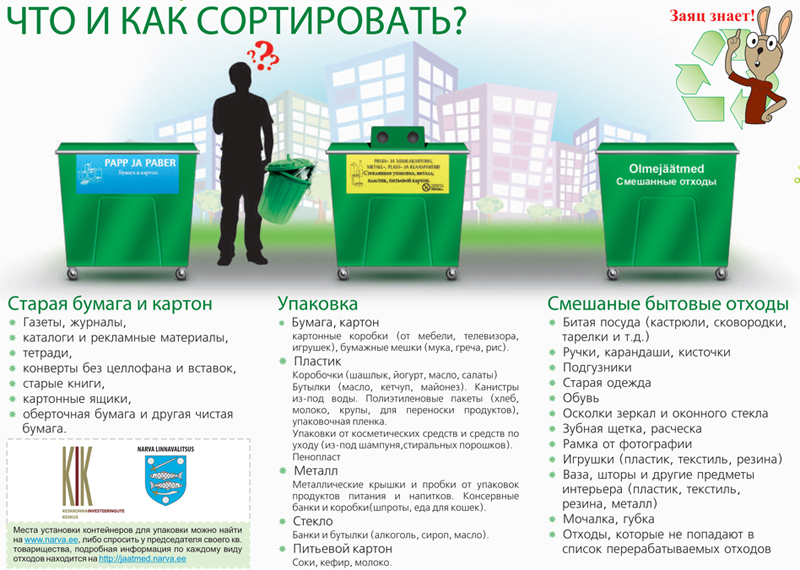 ЧТО И КАК СОРТИРОВАТЬ?
Заяц знает!
???
PAPP JA PABER
Бумага и картон.
METALL-, PLAST- JA KLAASPAKEND
Стеклянная упаковка, металл,
пластик, питьевой картон.
Olmejäätmed
Смешанные отходы
Старая бумага и картон
Газеты, журналы,
каталоги и рекламные материалы,
тетради,
конверты без целлофана и вставок,
старые книги,
картонные ящики,
оберточная бумага и другая чистая
бумага.
KIK
KESKKONNAINVESTEERINGUTE
KESKUS
NARVA LINNAVALITSUS
Места установки контейнеров для упаковки можно найти
на www.narva.ee, либо спросить у председателя своего кв.
товарищества, подробная информация по каждому виду
отходов находится на http://jaatmed.narva.ee
Упаковка
Бумага, картон
картонные коробки (от мебели, телевизора,
игрушек), бумажные мешки (мука, греча, рис).
Пластик
Коробочки (шашлык, йогурт, масло, салаты)
Бутылки (масло, кетчуп, майонез). Канистры
из-под воды. Полиэтиленовые пакеты (хлеб,
молоко, крупы, для переноски продуктов),
упаковочная пленка.
Упаковки от косметических средств и средств по
уходу (из-под шампуня,стиральных порошков).
Пенопласт
Металл
Металлические крышки и пробки от упаковок
продуктов питания и напитков. Консервные
банки и коробки(шпроты, еда для кошек).
Стекло
Банки и бутылки (алкоголь, сироп, масло).
Питьевой картон
Соки, кефир, молоко.
Смешаные бытовые отходы
Битая посуда (кастрюли, сковородки,
тарелки и т.д.)
Ручки, карандаши, кисточки
Подгузники
Старая одежда
Обувь
Осколки зеркал и оконного стекла
Зубная щетка, расческа
Рамка от фотографии
Игрушки (пластик, текстиль, резина)
Ваза, шторы и другие предметы
интерьера (пластик, текстиль,
резина, металл)
Мочалка, губка
Отходы, которые не попадают в
список перерабатываемых отходов